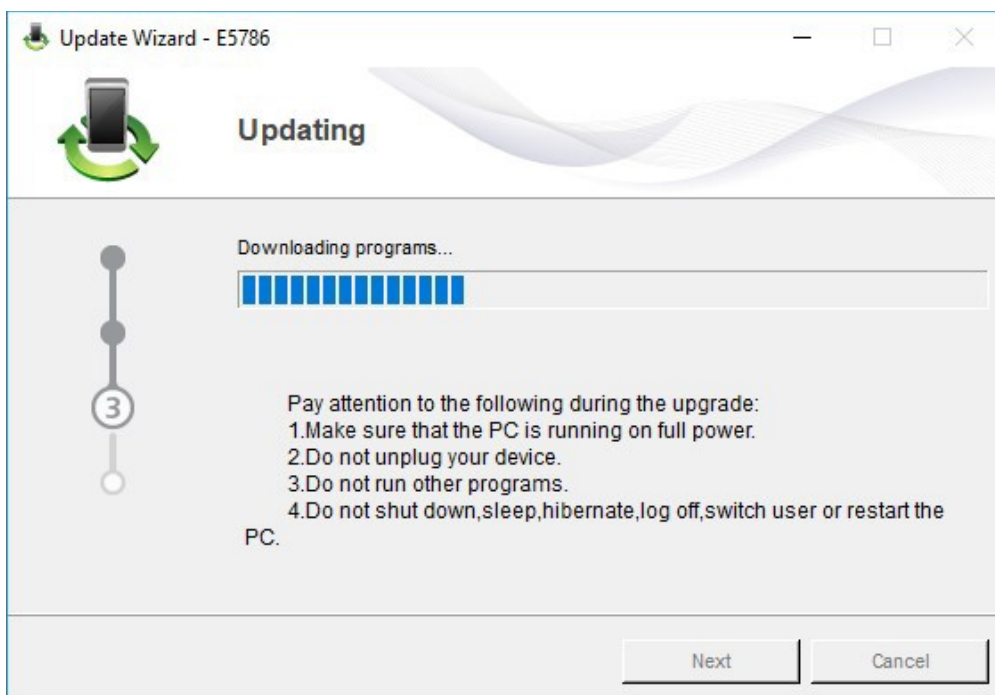 Update Wizard - E5786
Updating
Downloading programs...
3
Pay attention to the following during the upgrade:
1.Make sure that the PC is running on full power.
2.Do not unplug your device.
3.Do not run other programs.
4.Do not shut down,sleep,hibernate,log off,switch user or restart the
PC.
Next
Cancel